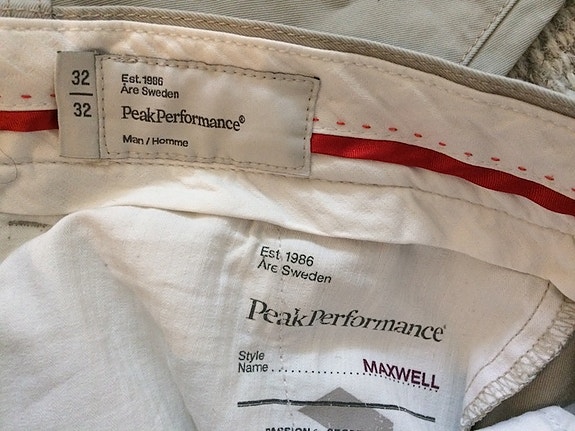 32
32
Est.1986
Åre Sweden
PeakPerformance®
Man / Homme
Est 1986
Åre Sweden
PeakPerformance®
Style
Name .............. MAXWELL